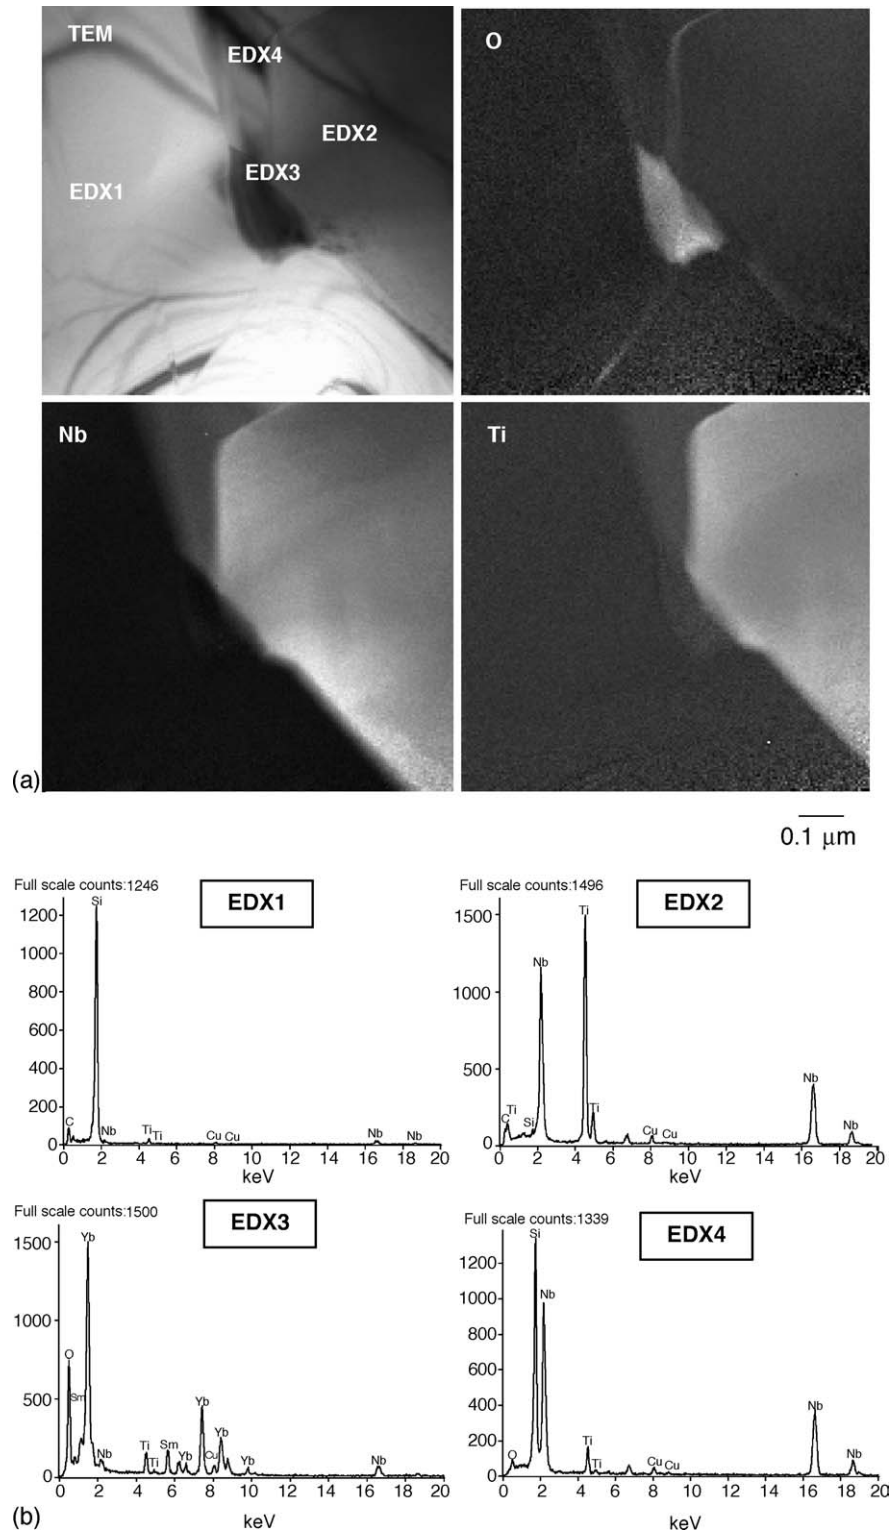 TEM
EDX4
EDX2
EDX3
EDX1
O
Nb
Ti
(a)
0.1 μm
Full scale counts:1246
EDX1
Si
1200
1000
800
600
400
200
0
C
Nb
Ti
Ti
Cu
Cu
Nb
Nb
0 2 4 6 8 10 12 14 16 18 20
keV
Full scale counts:1496
EDX2
Ti
1500
Nb
1000
500
0
C
Ti
Si
Ti
Cu
Cu
Nb
Nb
0 2 4 6 8 10 12 14 16 18 20
keV
Full scale counts:1500
EDX3
Yb
1500
1000
500
0
O
Sm
Nb
Ti
Ti
Sm
Yb
Yb
Cu
Yb
Yb
Nb
0 2 4 6 8 10 12 14 16 18 20
keV
Full scale counts:1339
EDX4
Si
1200
1000
800
600
400
200
0
Nb
O
Ti
Ti
Cu
Cu
Nb
Nb
0 2 4 6 8 10 12 14 16 18 20
keV
(b)